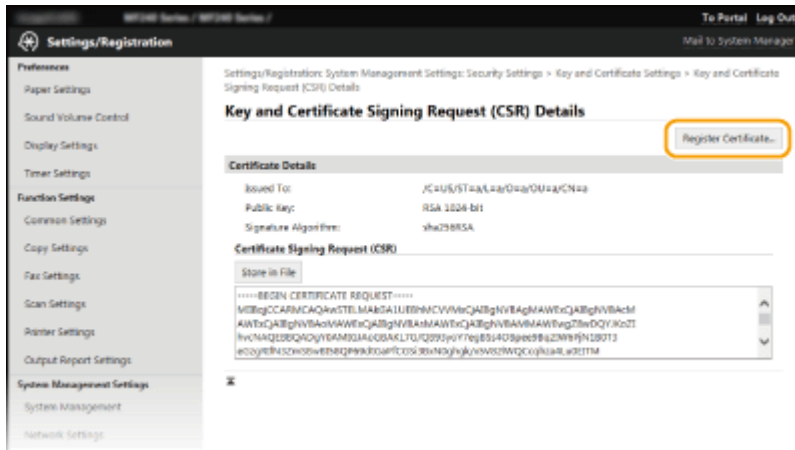 MF240 Series / MF240 Series /
To Portal Log Out
Settings/Registration
Mail to System Manager
Preferences
Paper Settings
Sound Volume Control
Display Settings
Timer Settings
Function Settings
Common Settings
Copy Settings
Fax Settings
Scan Settings
Printer Settings
Output Report Settings
System Management Settings
System Management
Network Settings
Settings/Registration: System Management Settings: Security Settings > Key and Certificate Settings > Key and Certificate
Signing Request (CSR) Details
Key and Certificate Signing Request (CSR) Details
Register Certificate...
Certificate Details
Issued To: /C=US/ST=a/L=a/O=a/OU=a/CN=a
Public Key: RSA 1024-bit
Signature Algorithm: sha256RSA
Certificate Signing Request (CSR)
Store in File
-----BEGIN CERTIFICATE REQUEST-----